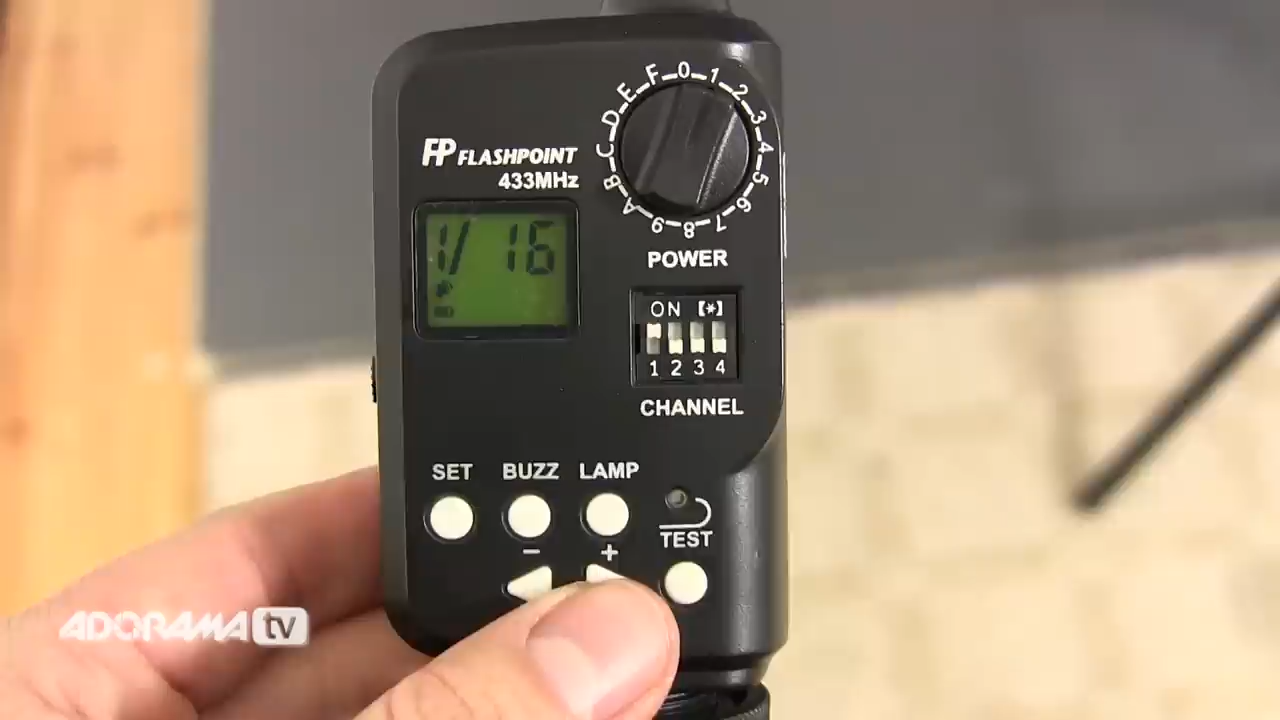 F 0 1 2 3 4 5 6 7 8 9 A B C D E
FP FLASHPOINT
433MHz
1/ 16
POWER
ON [*]
1 2 3 4
CHANNEL
SET BUZZ LAMP
TEST
- +
ADORAMA tv